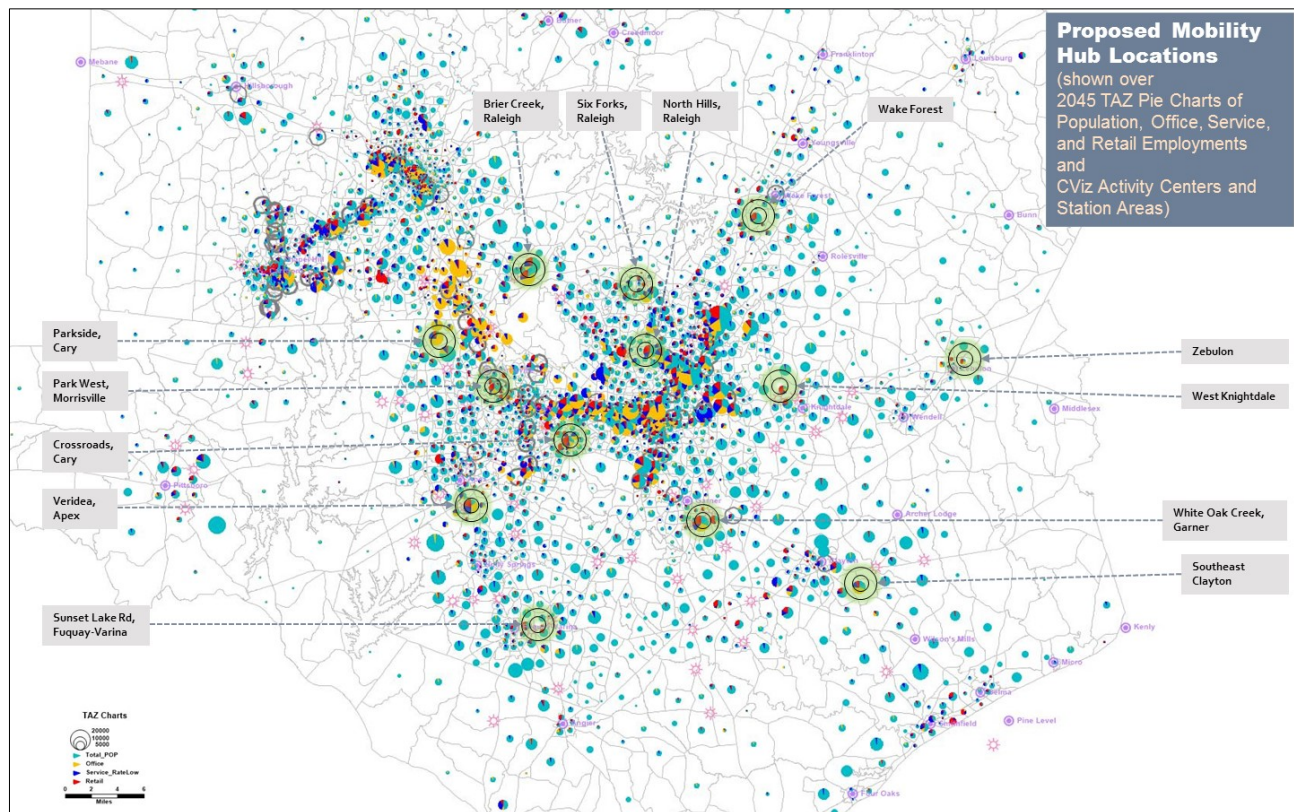 Proposed Mobility
Hub Locations
(shown over
2045 TAZ Pie Charts of
Population, Office, Service,
and Retail Employments
and
CViz Activity Centers and
Station Areas)
Butner
Creedmoor
Mebane
Franklinton
Louisburg
Hillsborough
Brier Creek,
Raleigh
Six Forks,
Raleigh
North Hills,
Raleigh
Wake Forest
Youngsville
Wake Forest
Bunn
Rolesville
Parkside,
Cary
Zebulon
Park West,
Morrisville
West Knightdale
Knightdale
Middlesex
Wendell
Crossroads,
Cary
Pittsboro
Veridea,
Apex
White Oak Creek,
Garner
Archer Lodge
Southeast
Clayton
Sunset Lake Rd,
Fuquay-Varina
Wilson's Mills
Kenly
Micro
Pine Level
Angier
Four Oaks
TAZ Charts
20000
10000
5000
Total_POP
Office
Service_RateLow
Retail
0 2 4 6
Miles